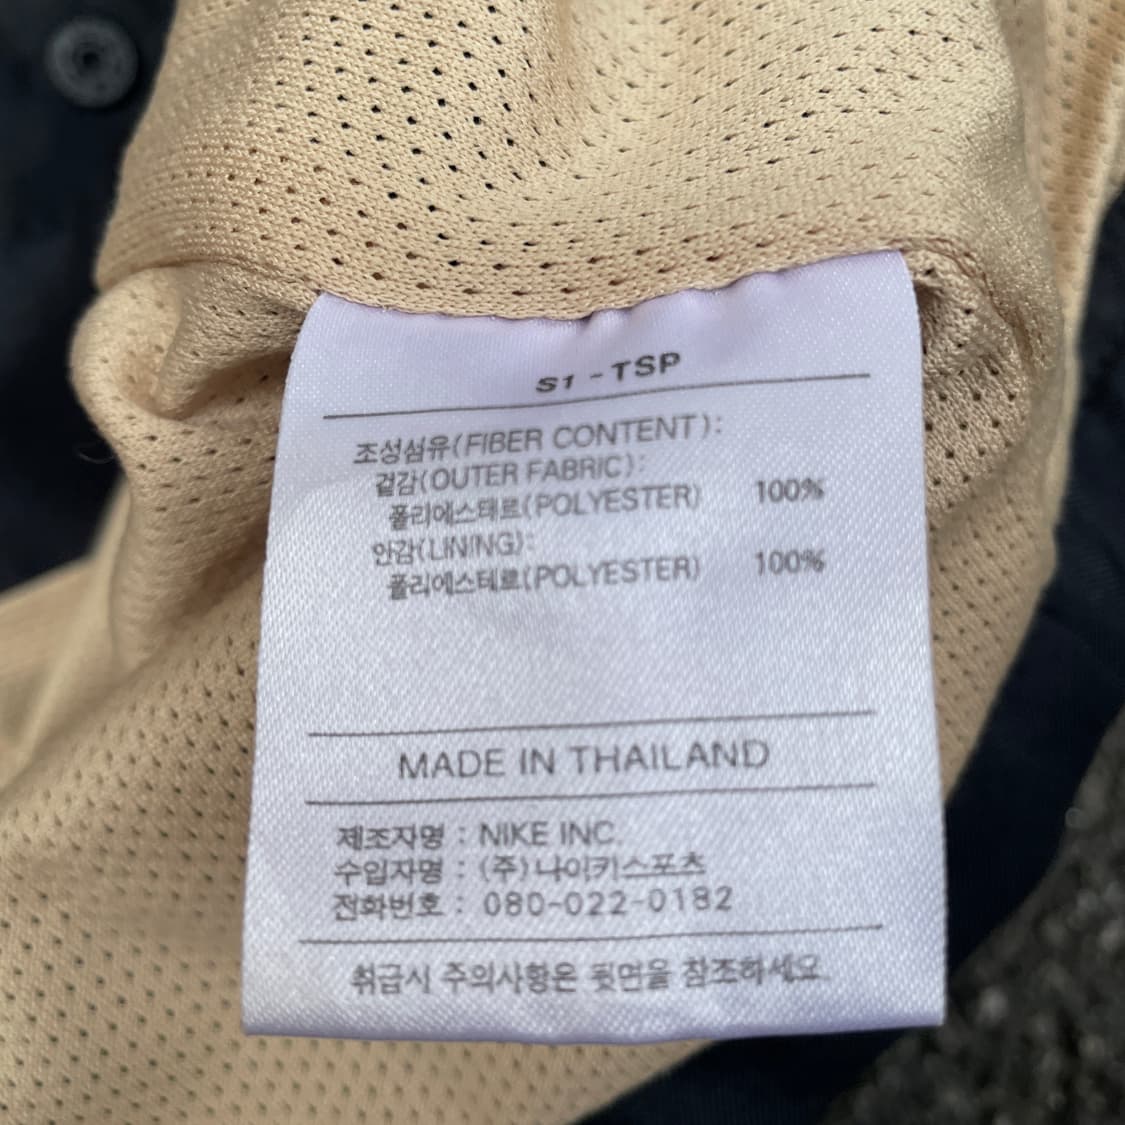 S1 - TSP
조성섬유(FIBER CONTENT):
겉감(OUTER FABRIC):
폴리에스테르(POLYESTER) 100%
안감(LINING):
폴리에스테르(POLYESTER) 100%
MADE IN THAILAND
제조자명 : NIKE INC.
수입자명 : (주)나이키스포츠
전화번호 : 080-022-0182
취급시 주의사항은 뒷면을 참조하세요.